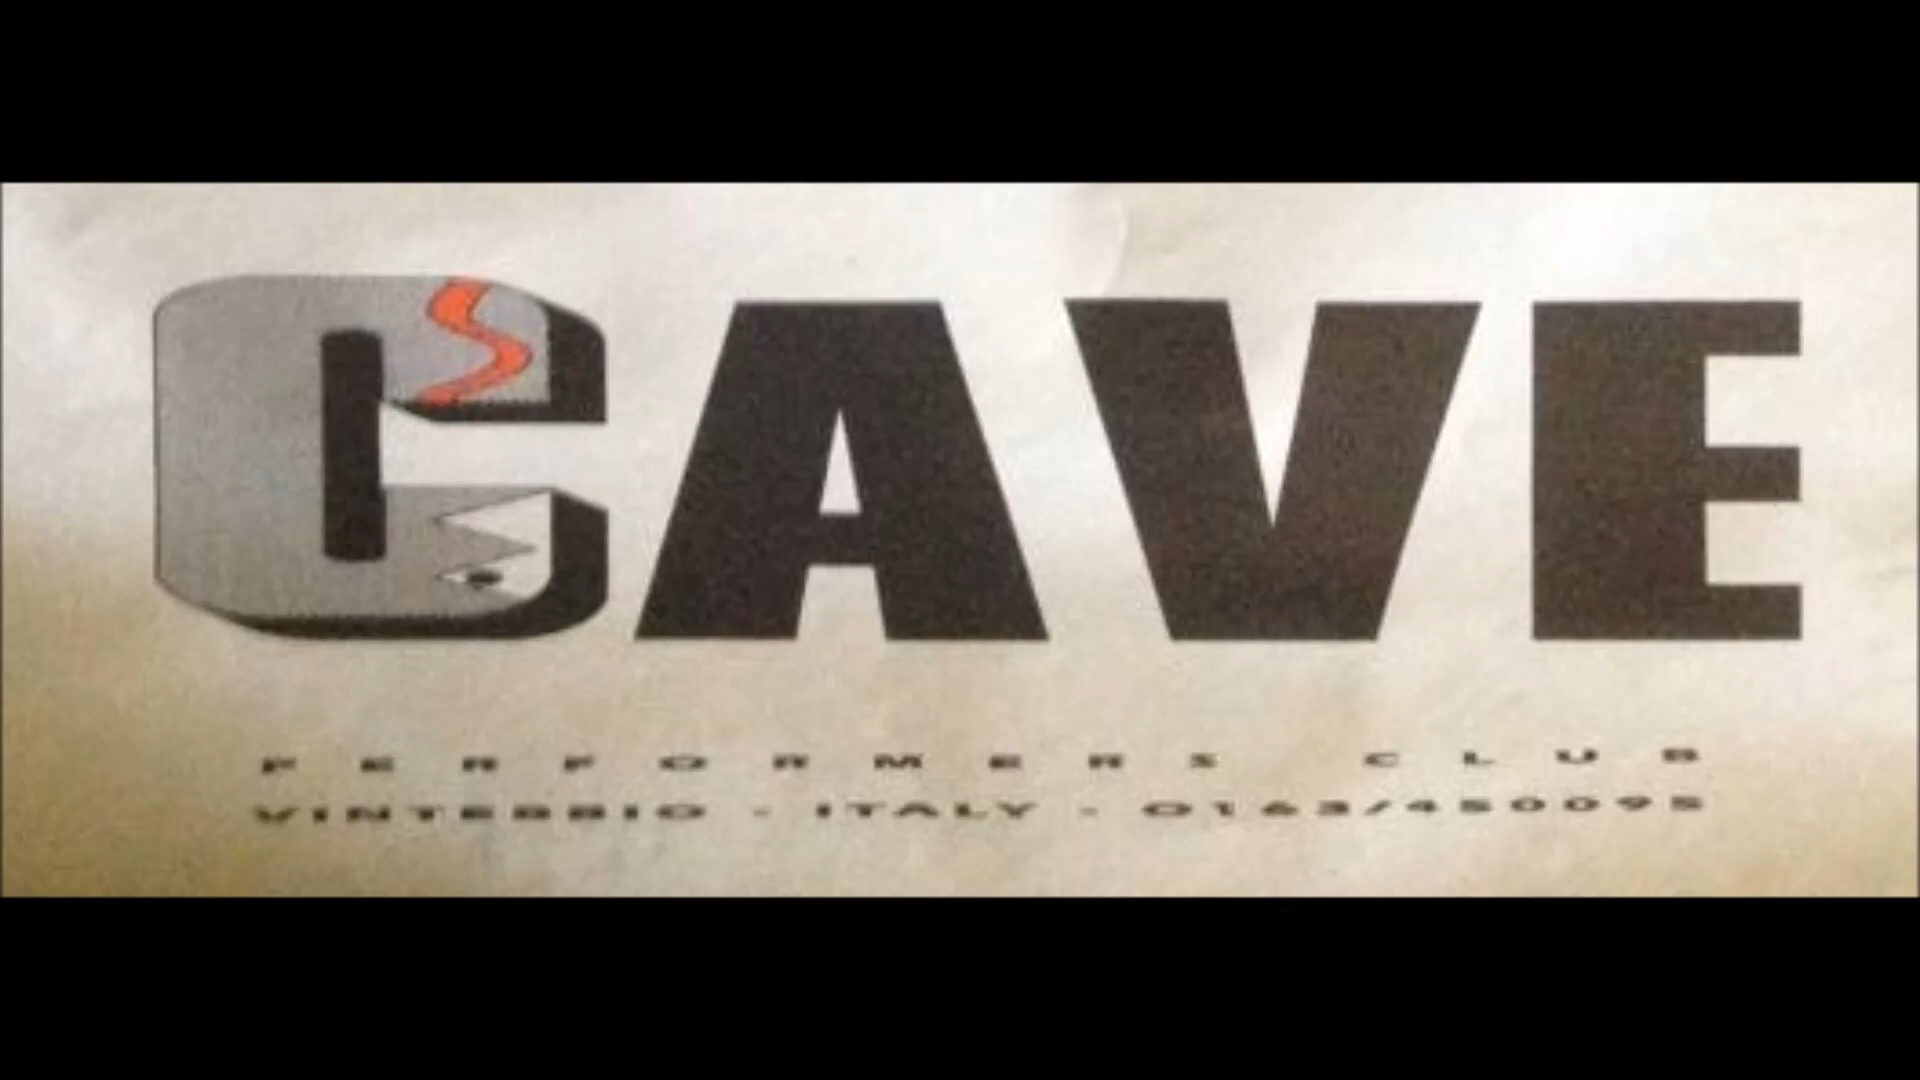 CAVE
PERFORMERS CLUB
VINTEBBIO - ITALY - 0163/450095